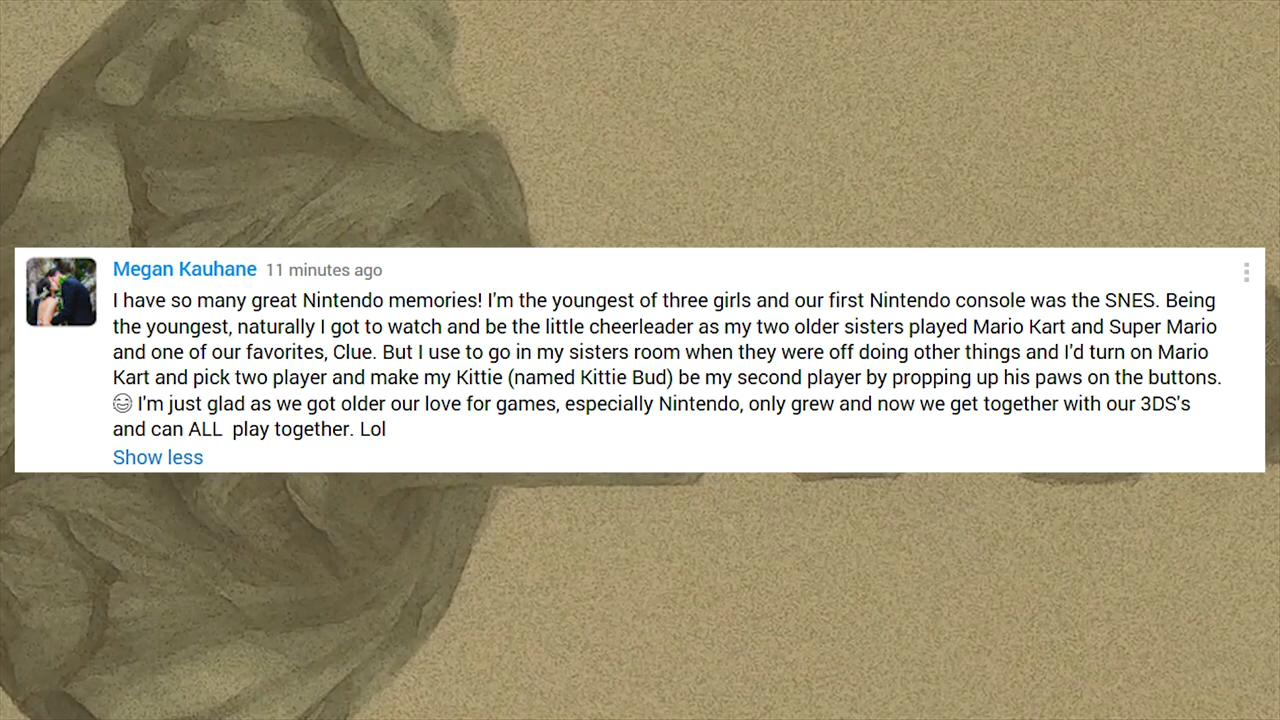 Megan Kauhane 11 minutes ago
I have so many great Nintendo memories! I'm the youngest of three girls and our first Nintendo console was the SNES. Being
the youngest, naturally I got to watch and be the little cheerleader as my two older sisters played Mario Kart and Super Mario
and one of our favorites, Clue. But I use to go in my sisters room when they were off doing other things and I'd turn on Mario
Kart and pick two player and make my Kittie (named Kittie Bud) be my second player by propping up his paws on the buttons.
😅 I'm just glad as we got older our love for games, especially Nintendo, only grew and now we get together with our 3DS's
and can ALL  play together. Lol
Show less